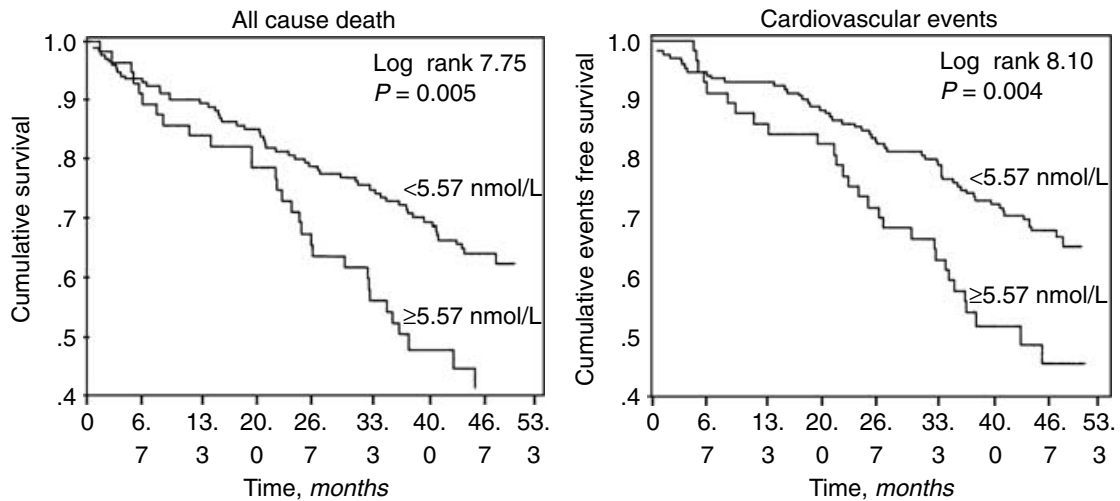 All cause death
Log rank 7.75
P = 0.005
Cumulative survival
1.0
.9
.8
.7
.6
.5
.4
<5.57 nmol/L
≥5.57 nmol/L
0 6. 13. 20. 26. 33. 40. 46. 53.
7 3 0 7 3 0 7 3
Time, months
Cardiovascular events
Log rank 8.10
P = 0.004
Cumulative events free survival
1.0
.9
.8
.7
.6
.5
.4
<5.57 nmol/L
≥5.57 nmol/L
0 6. 13. 20. 26. 33. 40. 46. 53.
7 3 0 7 3 0 7 3
Time, months